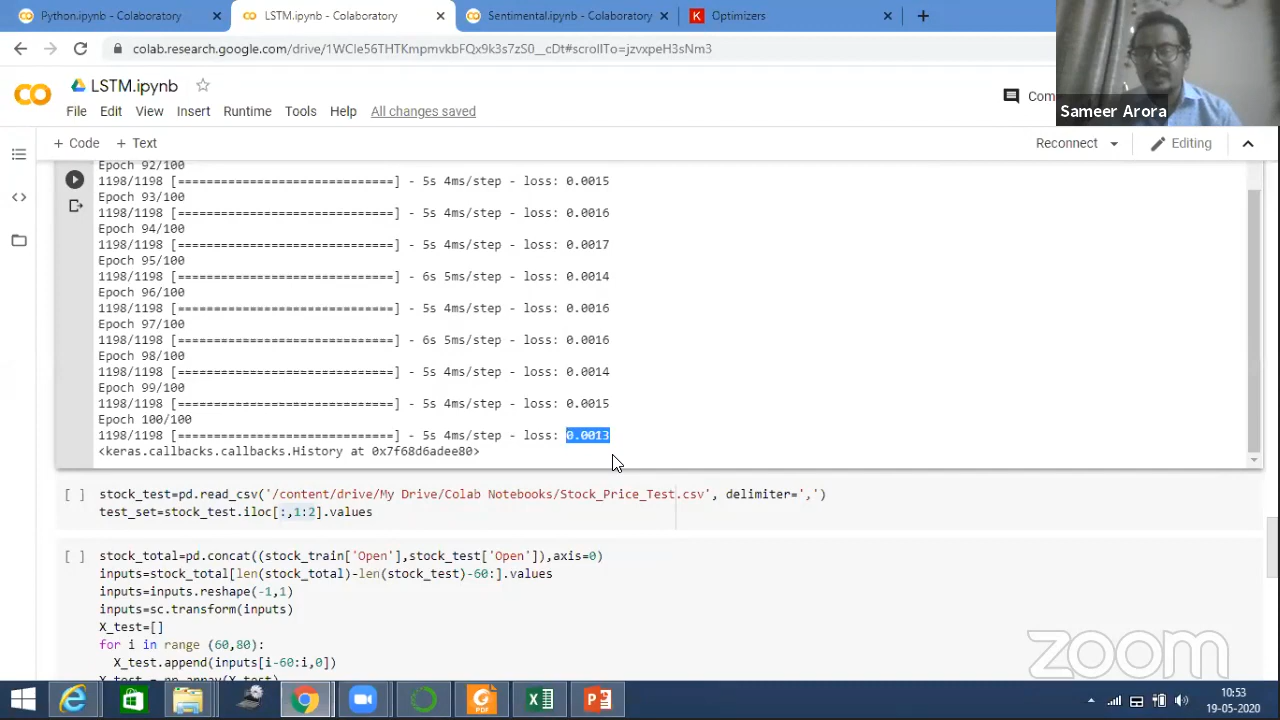 Python.ipynb - Colaboratory
LSTM.ipynb - Colaboratory
Sentimental.ipynb - Colaboratory
K Optimizers
colab.research.google.com/drive/1WCle56THTKmpmvkbFQx9k3s7zS0__cDt#scrollTo=jzvxpeH3sNm3
LSTM.ipynb
File Edit View Insert Runtime Tools Help All changes saved
Com
Sameer Arora
+ Code + Text
Reconnect
Editing
Epoch 92/100
1198/1198 [==============================] - 5s 4ms/step - loss: 0.0015
Epoch 93/100
1198/1198 [==============================] - 5s 4ms/step - loss: 0.0016
Epoch 94/100
1198/1198 [==============================] - 5s 4ms/step - loss: 0.0017
Epoch 95/100
1198/1198 [==============================] - 6s 5ms/step - loss: 0.0014
Epoch 96/100
1198/1198 [==============================] - 5s 4ms/step - loss: 0.0016
Epoch 97/100
1198/1198 [==============================] - 6s 5ms/step - loss: 0.0016
Epoch 98/100
1198/1198 [==============================] - 5s 4ms/step - loss: 0.0014
Epoch 99/100
1198/1198 [==============================] - 5s 4ms/step - loss: 0.0015
Epoch 100/100
1198/1198 [==============================] - 5s 4ms/step - loss: 0.0013
<keras.callbacks.callbacks.History at 0x7f68d6adee80>
[ ] stock_test=pd.read_csv('/content/drive/My Drive/Colab Notebooks/Stock_Price_Test.csv', delimiter=',')
test_set=stock_test.iloc[:,1:2].values
[ ] stock_total=pd.concat((stock_train['Open'],stock_test['Open']),axis=0)
inputs=stock_total[len(stock_total)-len(stock_test)-60:].values
inputs=inputs.reshape(-1,1)
inputs=sc.transform(inputs)
X_test=[]
for i in range (60,80):
X_test.append(inputs[i-60:i,0])
X_test = np.array(X_test)
zoom
10:53
19-05-2020